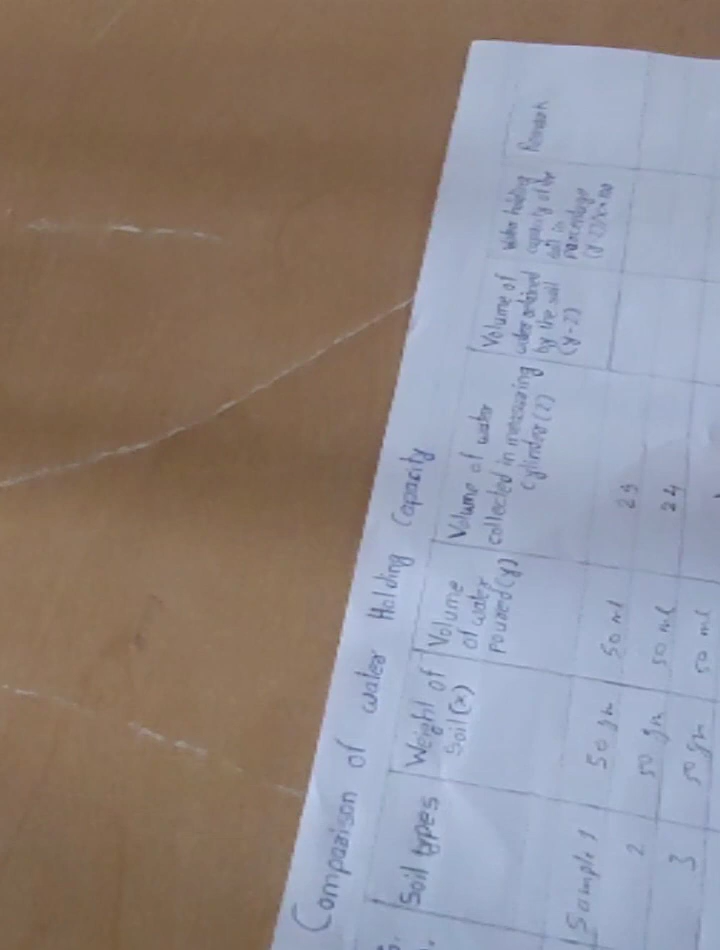 Comparison of water Holding Capacity
Soil types
Weight of
Soil (x)
Volume
of water
poured (y)
Volume of water
collected in measuring
cylinder (z)
Volume of
water retained
by the soil
(y-z)
water holding
capacity of the
soil in
percentage
Remark
Sample 1 50 gm 50 ml 25
2 50 gm 50 ml 24
3 50 gm 50 ml